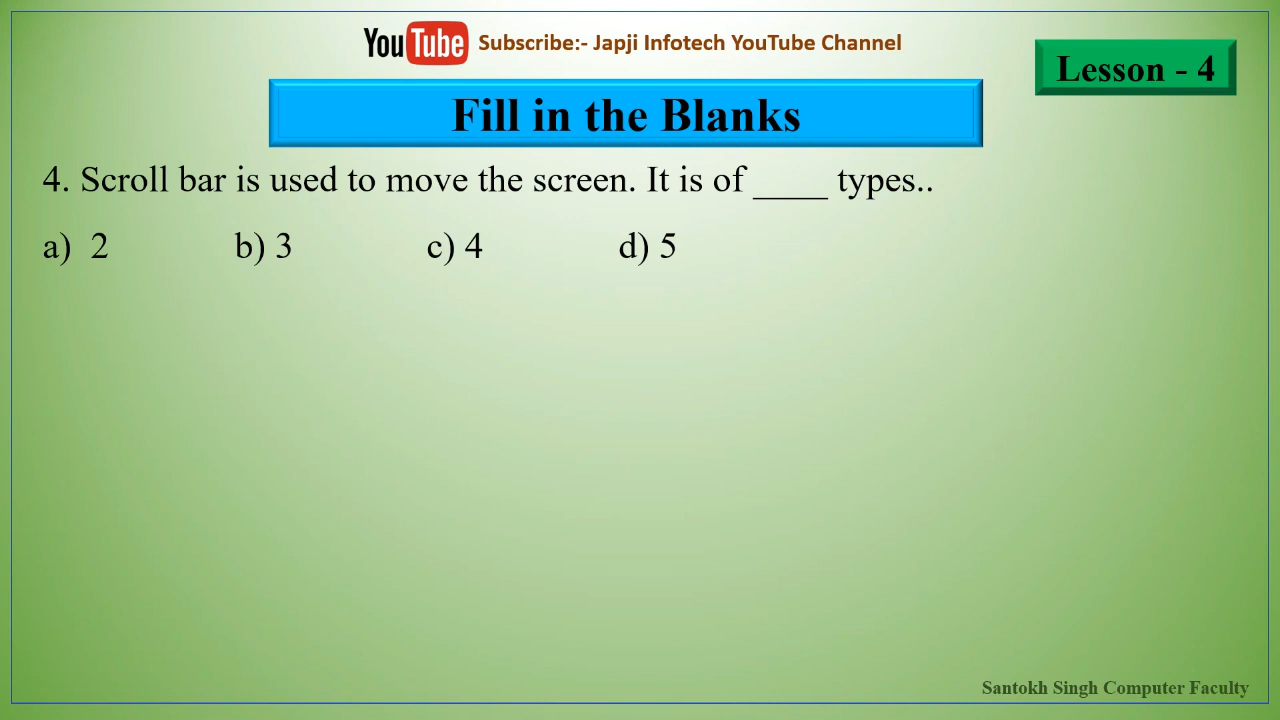 YouTube Subscribe:- Japji Infotech YouTube Channel
Lesson - 4
Fill in the Blanks
4. Scroll bar is used to move the screen. It is of ____ types..
a) 2 b) 3 c) 4 d) 5
Santokh Singh Computer Faculty